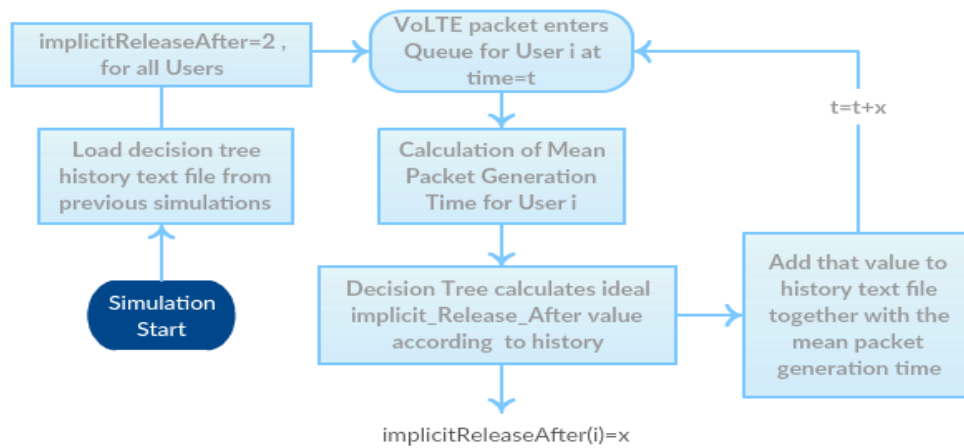 Simulation
Start
Load decision tree
history text file from
previous simulations
implicitReleaseAfter=2 ,
for all Users
VoLTE packet enters
Queue for User i at
time=t
Calculation of Mean
Packet Generation
Time for User i
Decision Tree calculates ideal
implicit_Release_After value
according to history
implicitReleaseAfter(i)=x
Add that value to
history text file
together with the
mean packet
generation time
t=t+x